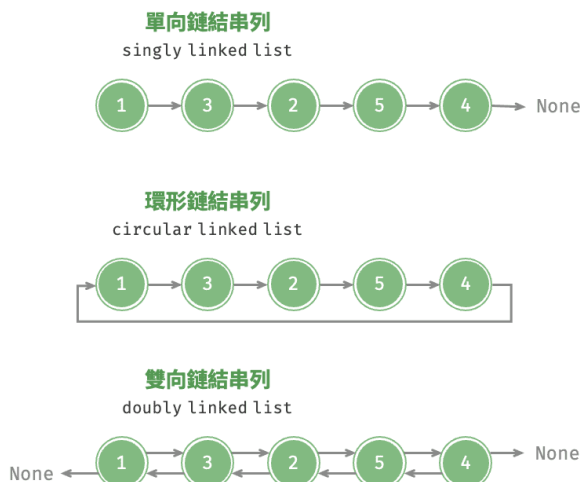 單向鏈結串列
singly linked list
1 3 2 5 4 None
環形鏈結串列
circular linked list
1 3 2 5 4
雙向鏈結串列
doubly linked list
1 3 2 5 4 None
None